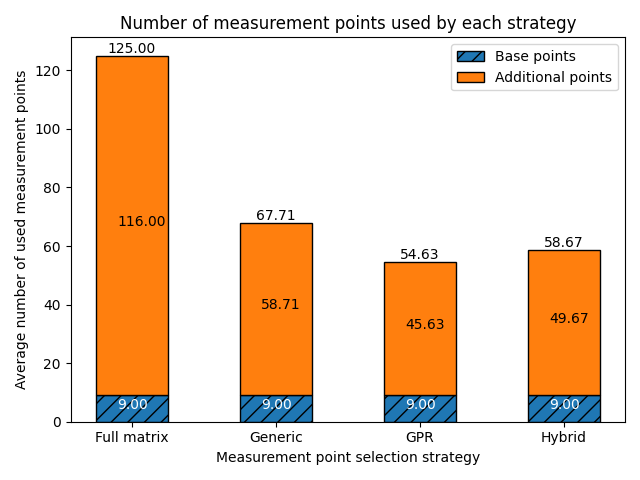 Number of measurement points used by each strategy
Average number of used measurement points
120
100
80
60
40
20
0
Base points
Additional points
125.00
116.00
9.00
67.71
58.71
9.00
54.63
45.63
9.00
58.67
49.67
9.00
Full matrix
Generic
GPR
Hybrid
Measurement point selection strategy